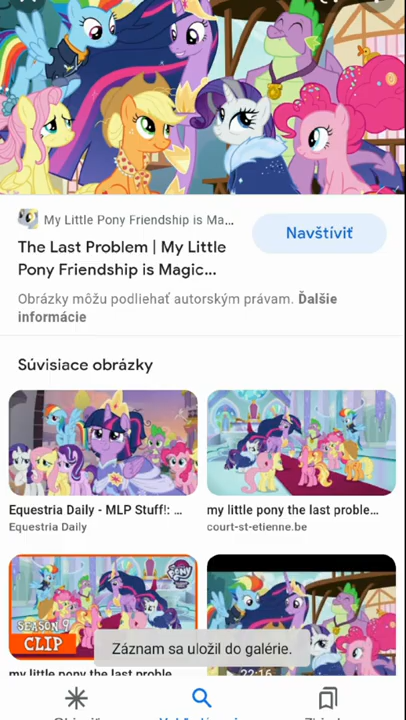 My Little Pony Friendship is Ma...
Navštíviť
The Last Problem | My Little
Pony Friendship is Magic...
Obrázky môžu podliehať autorským právam. Ďalšie
informácie
Súvisiace obrázky
Equestria Daily - MLP Stuff!: ...
Equestria Daily
my little pony the last proble...
court-st-etienne.be
SEASON 9
CLIP
my little pony the last proble
22:16
Záznam sa uložil do galérie.